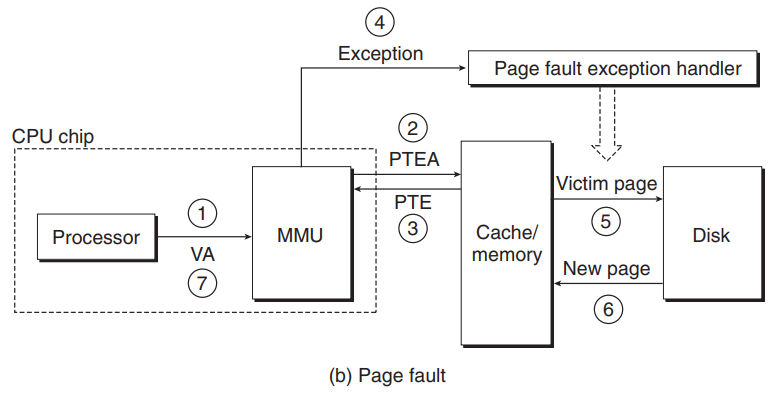 4
Exception
Page fault exception handler
CPU chip
2
PTEA
Processor
1
VA
7
MMU
PTE
3
Cache/
memory
Victim page
5
New page
6
Disk
(b) Page fault